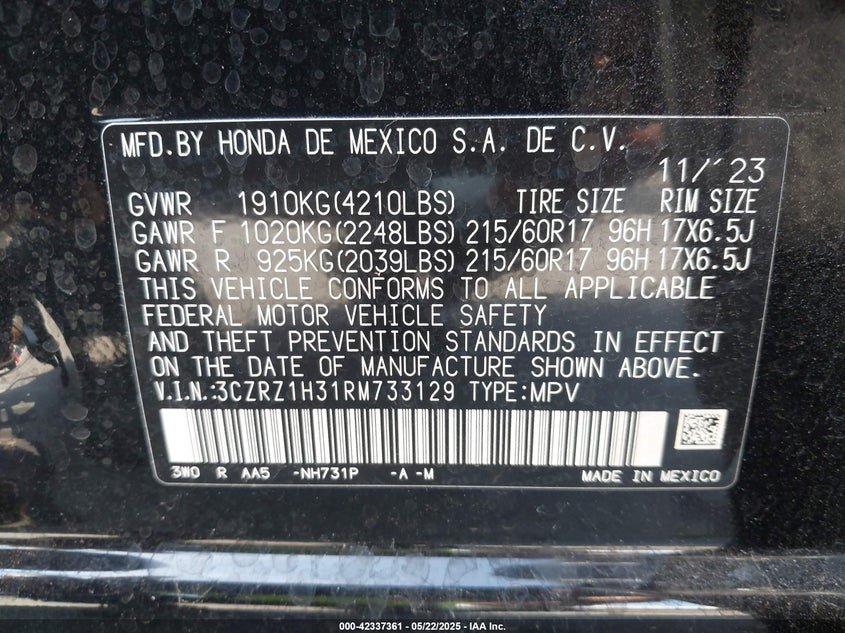 MFD.BY HONDA DE MEXICO S.A. DE C.V.
11/'23
GVWR 1910KG(4210LBS) TIRE SIZE RIM SIZE
GAWR F 1020KG(2248LBS) 215/60R17 96H 17X6.5J
GAWR R 925KG(2039LBS) 215/60R17 96H 17X6.5J
THIS VEHICLE CONFORMS TO ALL APPLICABLE
FEDERAL MOTOR VEHICLE SAFETY
AND THEFT PREVENTION STANDARDS IN EFFECT
ON THE DATE OF MANUFACTURE SHOWN ABOVE.
V.I.N.:3CZRZ1H31RM733129 TYPE:MPV
3W0 R AA5 -NH731P -A -M MADE IN MEXICO
000-42337361 - 05/22/2025 - IAA Inc.